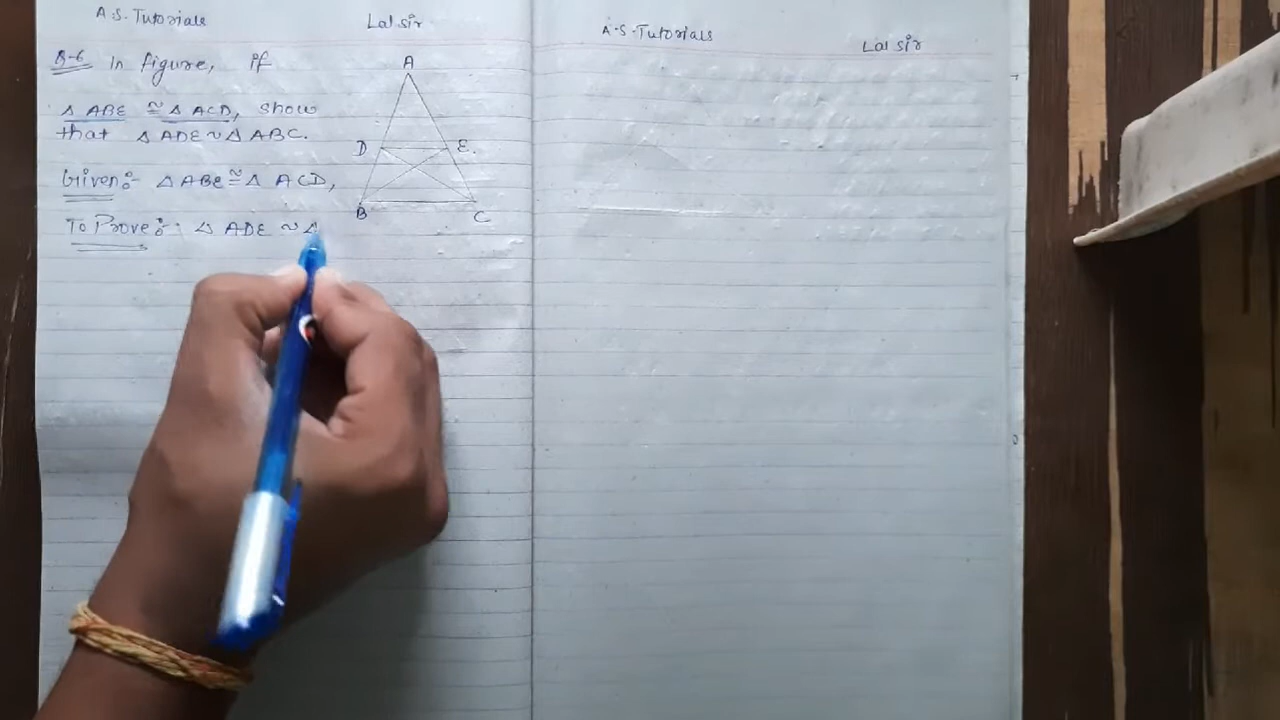 A.S. Tutorials Lal sir
Q-6 In figure, if
△ ABE ≅ △ ACD, show
that △ ADE ~ △ ABC.
Given:- △ ABE ≅ △ ACD,
To Prove:- △ ADE ~ △
A
D E.
B C
A.S. Tutorials Lal sir